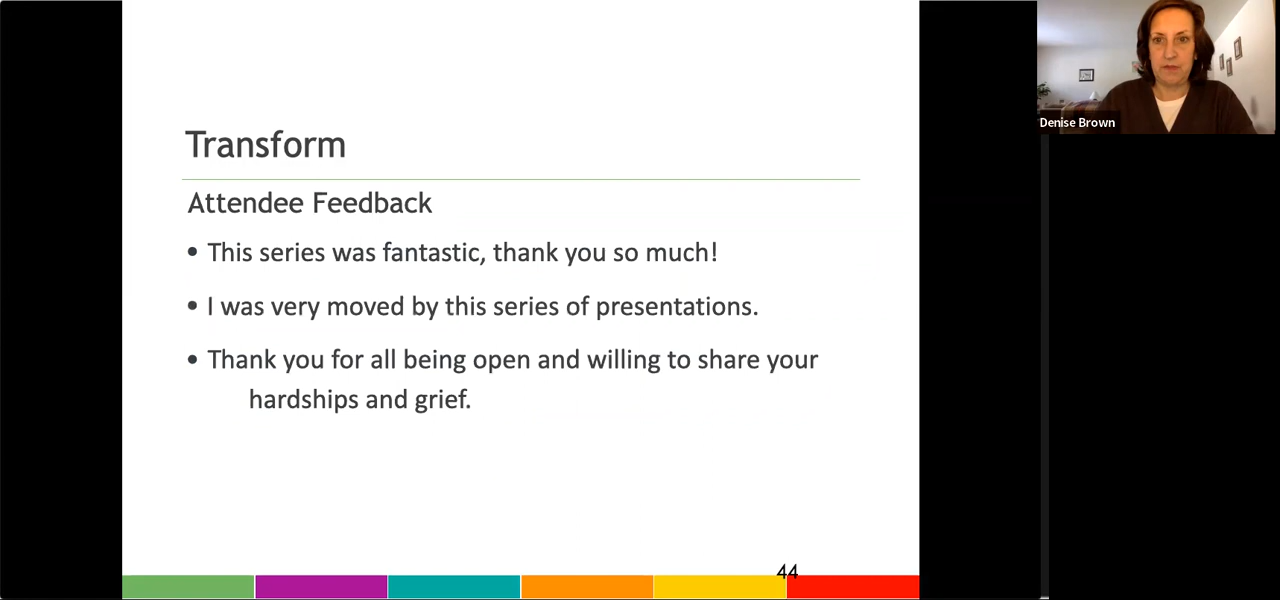 Transform
Attendee Feedback
• This series was fantastic, thank you so much!
• I was very moved by this series of presentations.
• Thank you for all being open and willing to share your
hardships and grief.
44
Denise Brown